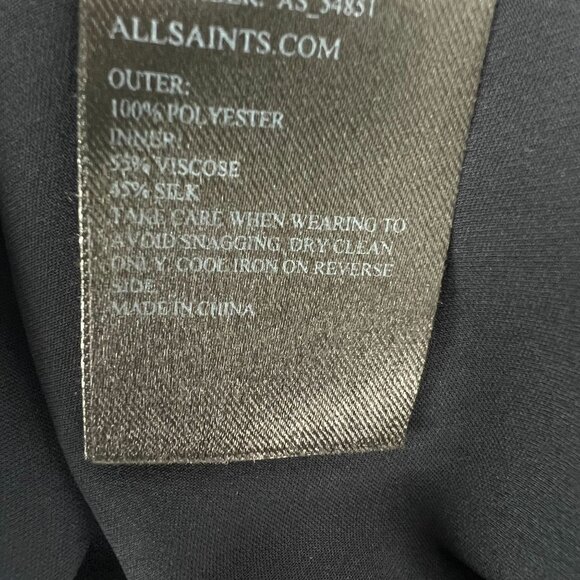 AS_54851
ALLSAINTS.COM
OUTER:
100% POLYESTER
INNER:
55% VISCOSE
45% SILK
TAKE CARE WHEN WEARING TO
AVOID SNAGGING, DRY CLEAN
ONLY, COOL IRON ON REVERSE
SIDE
MADE IN CHINA